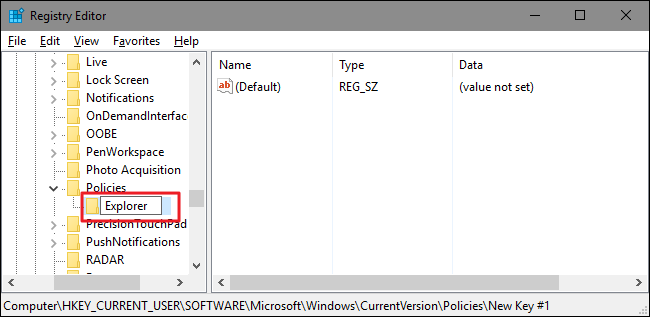 Registry Editor
File Edit View Favorites Help
Live
Lock Screen
Notifications
OnDemandInterfac
OOBE
PenWorkspace
Photo Acquisition
Policies
Explorer
PrecisionTouchPad
PushNotifications
RADAR
Name Type Data
ab (Default) REG_SZ (value not set)
Computer\HKEY_CURRENT_USER\SOFTWARE\Microsoft\Windows\CurrentVersion\Policies\New Key #1